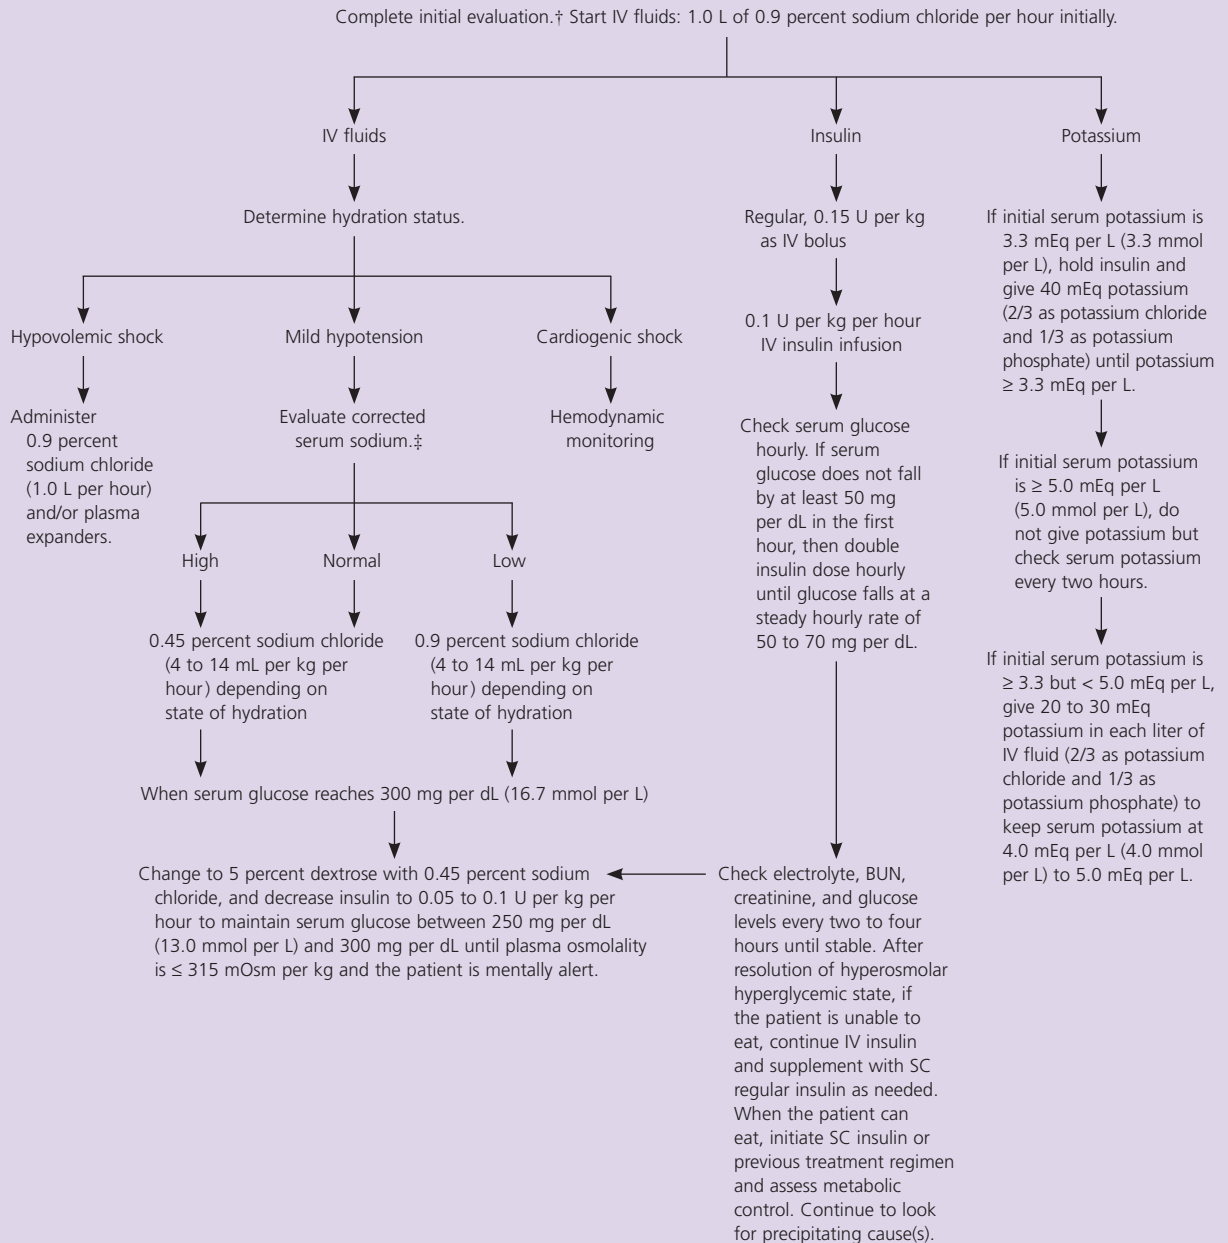 Complete initial evaluation.† Start IV fluids: 1.0 L of 0.9 percent sodium chloride per hour initially.
IV fluids
Determine hydration status.
Hypovolemic shock
Administer
0.9 percent
sodium chloride
(1.0 L per hour)
and/or plasma
expanders.
Mild hypotension
Evaluate corrected
serum sodium.‡
Cardiogenic shock
Hemodynamic
monitoring
High
Normal
Low
0.45 percent sodium chloride
(4 to 14 mL per kg per
hour) depending on
state of hydration
0.9 percent sodium chloride
(4 to 14 mL per kg per
hour) depending on
state of hydration
When serum glucose reaches 300 mg per dL (16.7 mmol per L)
Change to 5 percent dextrose with 0.45 percent sodium
chloride, and decrease insulin to 0.05 to 0.1 U per kg per
hour to maintain serum glucose between 250 mg per dL
(13.0 mmol per L) and 300 mg per dL until plasma osmolality
is ≤ 315 mOsm per kg and the patient is mentally alert.
Insulin
Regular, 0.15 U per kg
as IV bolus
0.1 U per kg per hour
IV insulin infusion
Check serum glucose
hourly. If serum
glucose does not fall
by at least 50 mg
per dL in the first
hour, then double
insulin dose hourly
until glucose falls at a
steady hourly rate of
50 to 70 mg per dL.
Check electrolyte, BUN,
creatinine, and glucose
levels every two to four
hours until stable. After
resolution of hyperosmolar
hyperglycemic state, if
the patient is unable to
eat, continue IV insulin
and supplement with SC
regular insulin as needed.
When the patient can
eat, initiate SC insulin or
previous treatment regimen
and assess metabolic
control. Continue to look
for precipitating cause(s).
Potassium
If initial serum potassium is
3.3 mEq per L (3.3 mmol
per L), hold insulin and
give 40 mEq potassium
(2/3 as potassium chloride
and 1/3 as potassium
phosphate) until potassium
≥ 3.3 mEq per L.
If initial serum potassium
is ≥ 5.0 mEq per L
(5.0 mmol per L), do
not give potassium but
check serum potassium
every two hours.
If initial serum potassium is
≥ 3.3 but < 5.0 mEq per L,
give 20 to 30 mEq
potassium in each liter of
IV fluid (2/3 as potassium
chloride and 1/3 as
potassium phosphate) to
keep serum potassium at
4.0 mEq per L (4.0 mmol
per L) to 5.0 mEq per L.